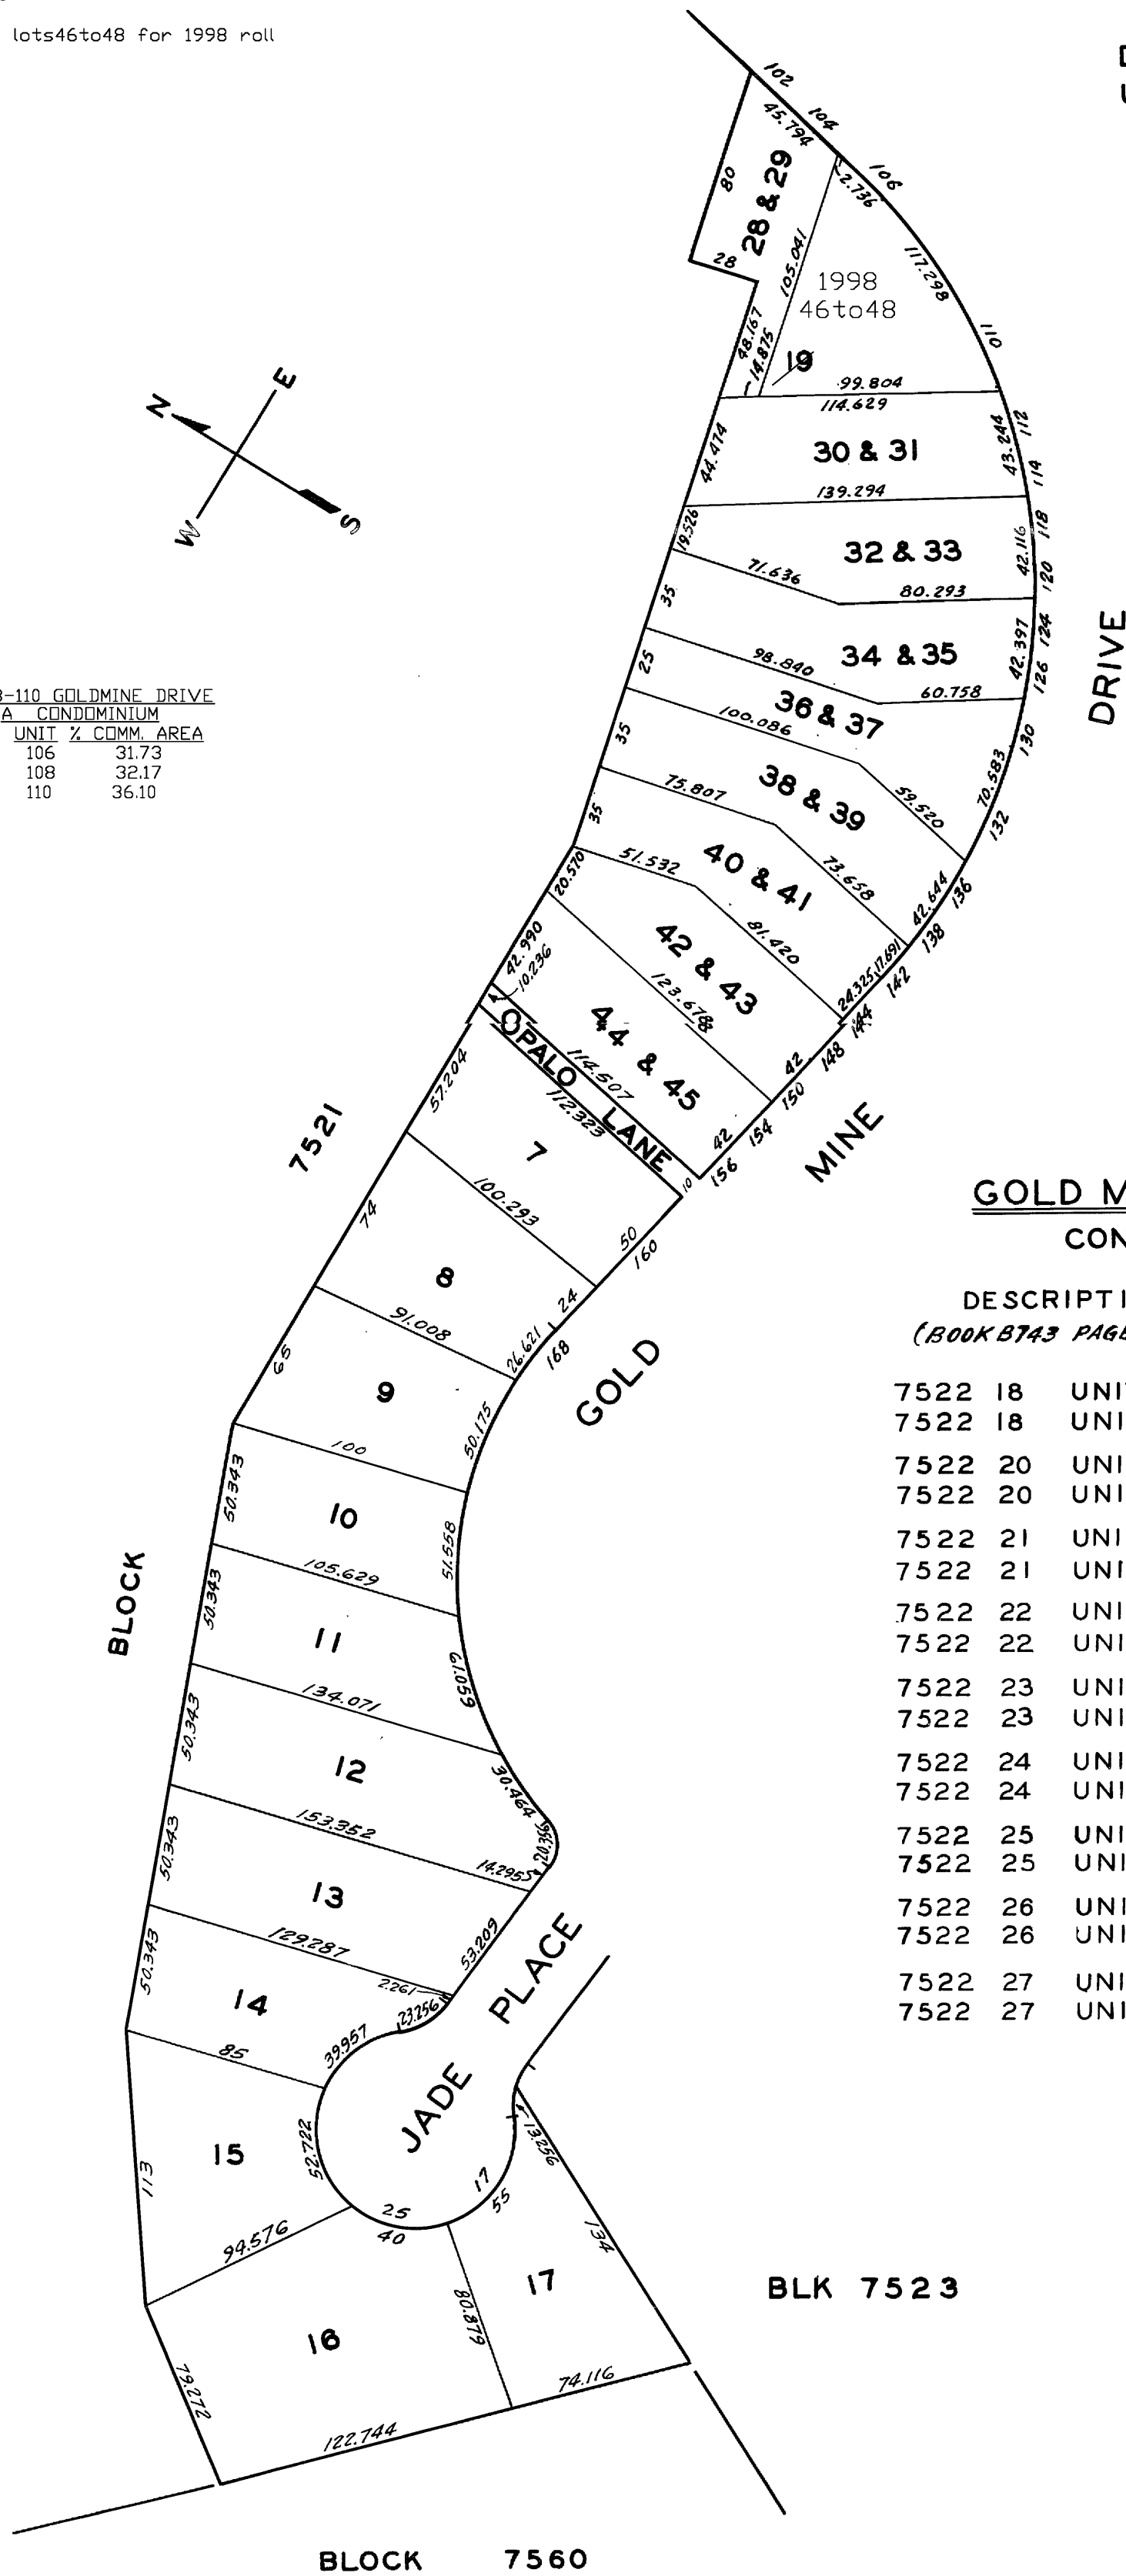 lots46to48 for 1998 roll
102
104
45.794
106
2.736
80
28 & 29
105.041
117.298
28
1998
46to48
110
48.167
14.875
19
99.804
114.629
N
E
W
S
44.474
30 & 31
43.244
112
114
139.294
19.526
32 & 33
42.116
118
71.636
80.293
120
35
34 & 35
42.397
124
98.840
60.758
126
DRIVE
25
36 & 37
100.086
130
-110 GOLDMINE DRIVE
A CONDOMINIUM
UNIT % COMM. AREA
106 31.73
108 32.17
110 36.10
35
38 & 39
59.520
70.583
132
75.807
35
40 & 41
73.658
42.644
136
51.532
20.570
138
42 & 43
81.420
17.691
142
24.325
144
42.990
10.236
123.678
148
44 & 45
42
150
OPALO LANE
114.507
112.323
154
42
156
10
MINE
57.204
7521
7
100.293
50
160
GOLD M
CON
74
8
24
91.008
26.621
168
GOLD
DESCRIPTI
(BOOK B743 PAGE
65
9
50.175
7522 18 UNI
7522 18 UNI
7522 20 UNI
7522 20 UNI
7522 21 UNI
7522 21 UNI
7522 22 UNI
7522 22 UNI
7522 23 UNI
7522 23 UNI
7522 24 UNI
7522 24 UNI
7522 25 UNI
7522 25 UNI
7522 26 UNI
7522 26 UNI
7522 27 UNI
7522 27 UNI
100
50.343
10
51.558
105.629
BLOCK
50.343
11
61.059
134.071
50.343
12
30.464
153.352
20.355
14.295
50.343
13
53.209
129.287
2.261
PLACE
50.343
14
23.256
39.957
85
JADE
15
52.722
13.256
113
17
55
25
40
94.576
134
17
BLK 7523
80.879
16
79.272
74.116
122.744
BLOCK 7560